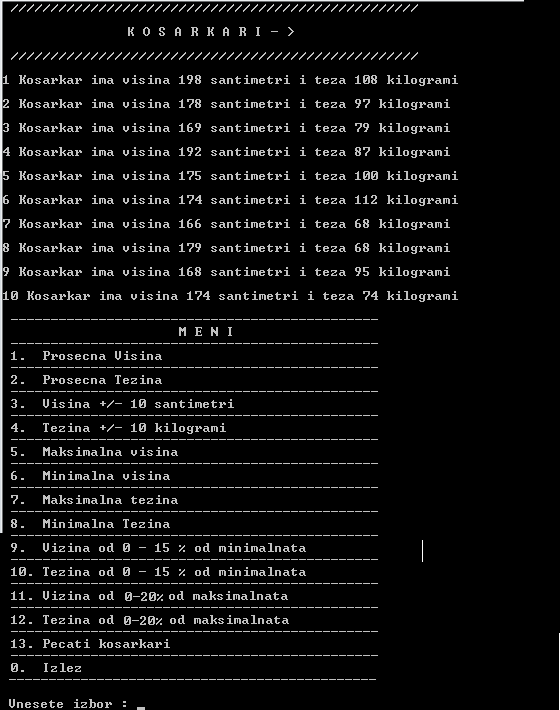 ///////////////////////////////////////////////////
K O S A R K A R I - >
///////////////////////////////////////////////////
1 Kosarkar ima visina 198 santimetri i teza 108 kilogrami
2 Kosarkar ima visina 178 santimetri i teza 97 kilogrami
3 Kosarkar ima visina 169 santimetri i teza 79 kilogrami
4 Kosarkar ima visina 192 santimetri i teza 87 kilogrami
5 Kosarkar ima visina 175 santimetri i teza 100 kilogrami
6 Kosarkar ima visina 174 santimetri i teza 112 kilogrami
7 Kosarkar ima visina 166 santimetri i teza 68 kilogrami
8 Kosarkar ima visina 179 santimetri i teza 68 kilogrami
9 Kosarkar ima visina 168 santimetri i teza 95 kilogrami
10 Kosarkar ima visina 174 santimetri i teza 74 kilogrami
M E N I
1. Prosecna Visina
2. Prosecna Tezina
3. Visina +/- 10 santimetri
4. Tezina +/- 10 kilogrami
5. Maksimalna visina
6. Minimalna visina
7. Maksimalna tezina
8. Minimalna Tezina
9. Vizina od 0 - 15 % od minimalnata
10. Tezina od 0 - 15 % od minimalnata
11. Vizina od 0-20% od maksimalnata
12. Tezina od 0-20% od maksimalnata
13. Pecati kosarkari
0. Izlez
Vnesete izbor : _